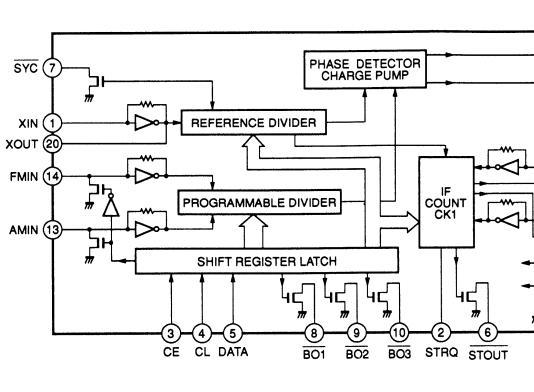 PHASE DETECTOR
CHARGE PUMP
SYC 7
XIN 1
REFERENCE DIVIDER
XOUT 20
FMIN 14
IF
COUNT
CK1
PROGRAMMABLE DIVIDER
AMIN 13
SHIFT REGISTER LATCH
3 4 5 8 9 10 2 6
CE CL DATA BO1 BO2 BO3 STRQ STOUT